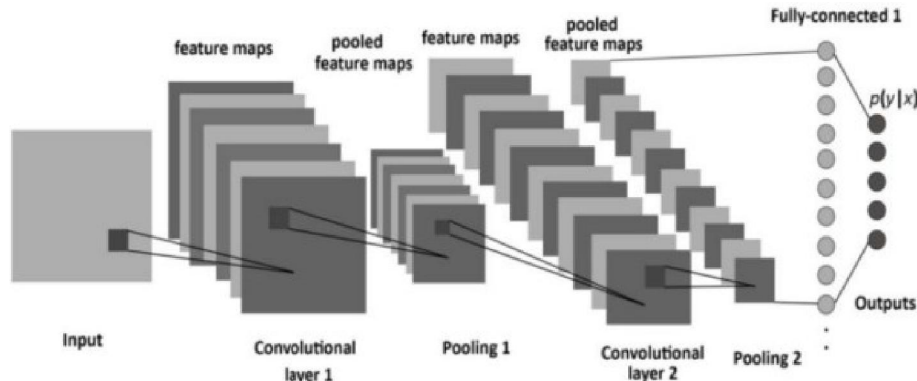 Fully-connected 1
feature maps
pooled
feature maps
feature maps
pooled
feature maps
p(y|x)
Input
Convolutional
layer 1
Pooling 1
Convolutional
layer 2
Pooling 2
Outputs